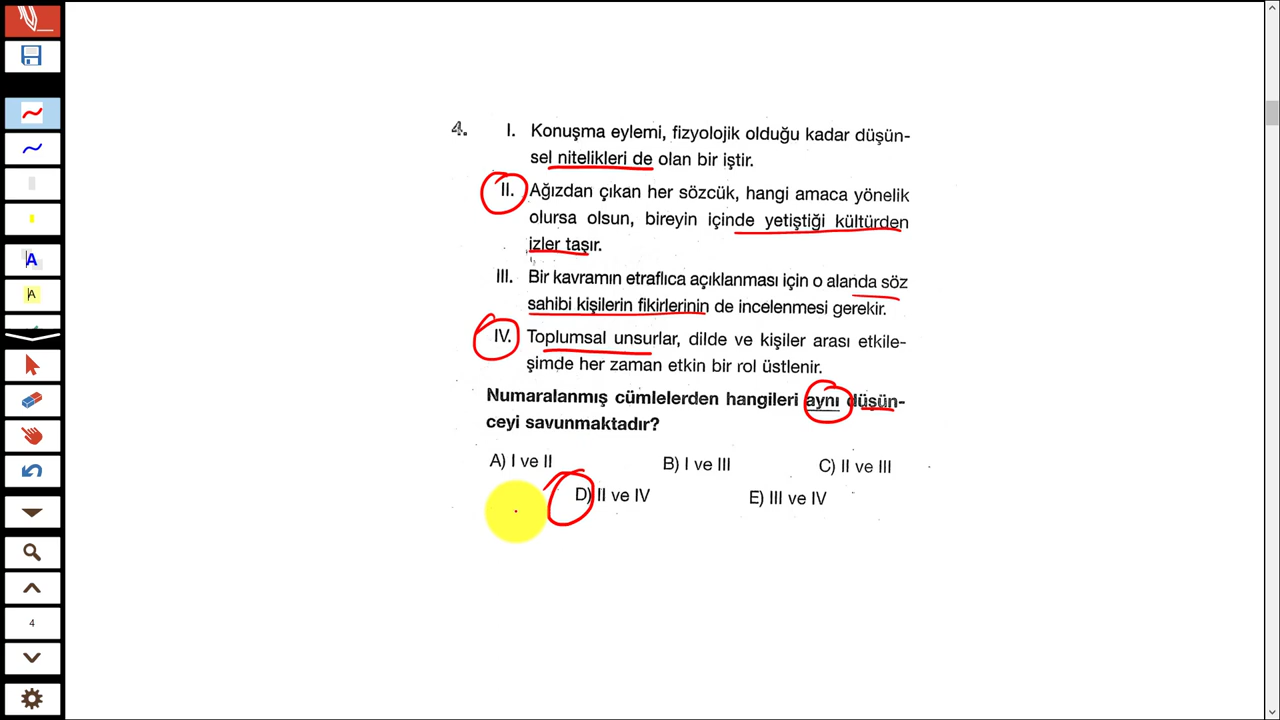 4. I. Konuşma eylemi, fizyolojik olduğu kadar düşün-
sel nitelikleri de olan bir iştir.
II. Ağızdan çıkan her sözcük, hangi amaca yönelik
olursa olsun, bireyin içinde yetiştiği kültürden
izler taşır.
III. Bir kavramın etraflıca açıklanması için o alanda söz
sahibi kişilerin fikirlerinin de incelenmesi gerekir.
IV. Toplumsal unsurlar, dilde ve kişiler arası etkile-
şimde her zaman etkin bir rol üstlenir.
Numaralanmış cümlelerden hangileri aynı düşün-
ceyi savunmaktadır?
A) I ve II B) I ve III C) II ve III
D) II ve IV E) III ve IV
A
A
4